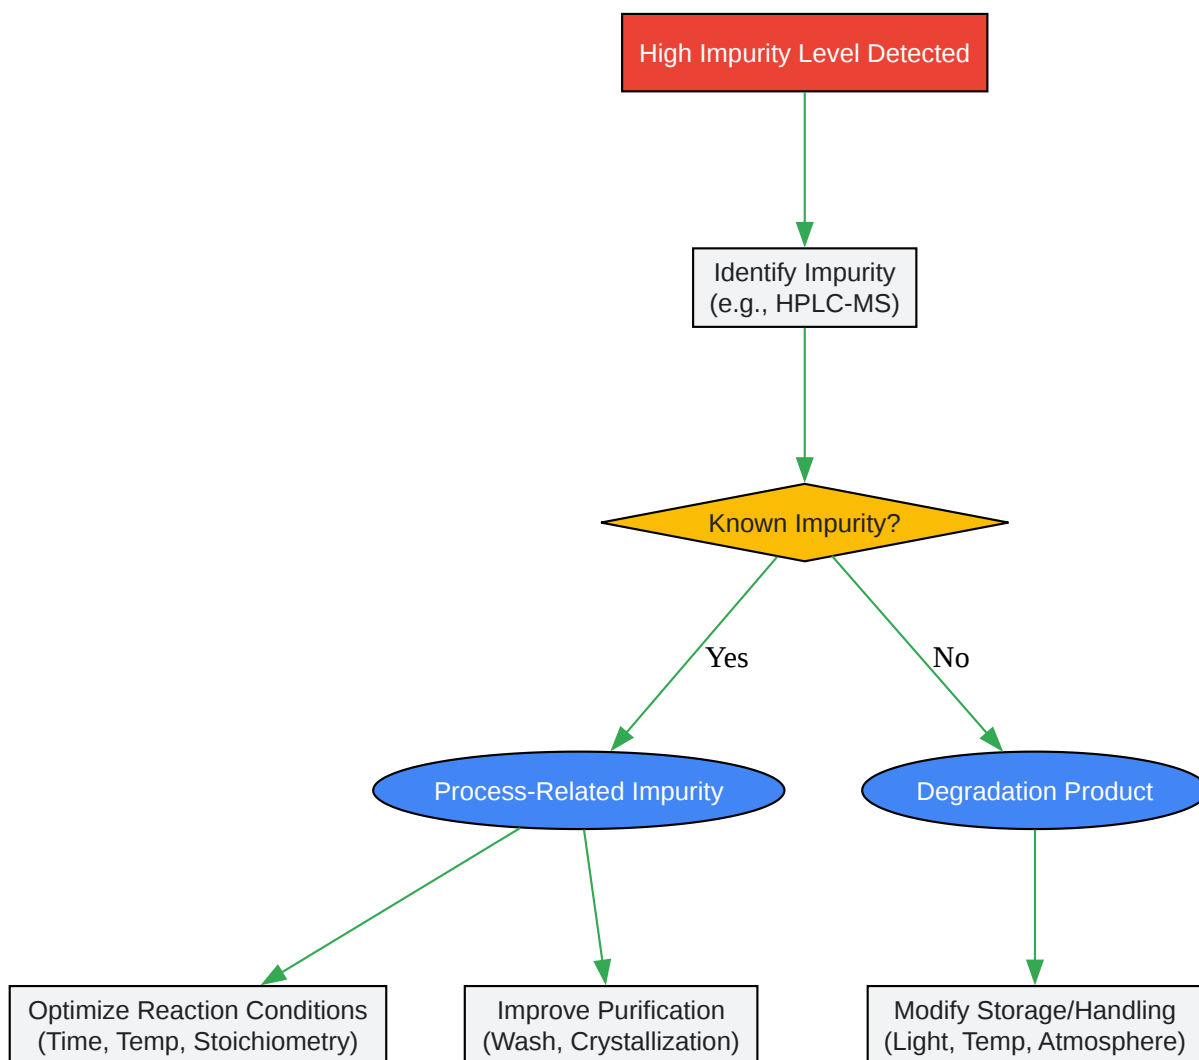 High Impurity Level Detected
Identify Impurity
(e.g., HPLC-MS)
Known Impurity?
Yes
No
Process-Related Impurity
Degradation Product
Optimize Reaction Conditions
(Time, Temp, Stoichiometry)
Improve Purification
(Wash, Crystallization)
Modify Storage/Handling
(Light, Temp, Atmosphere)